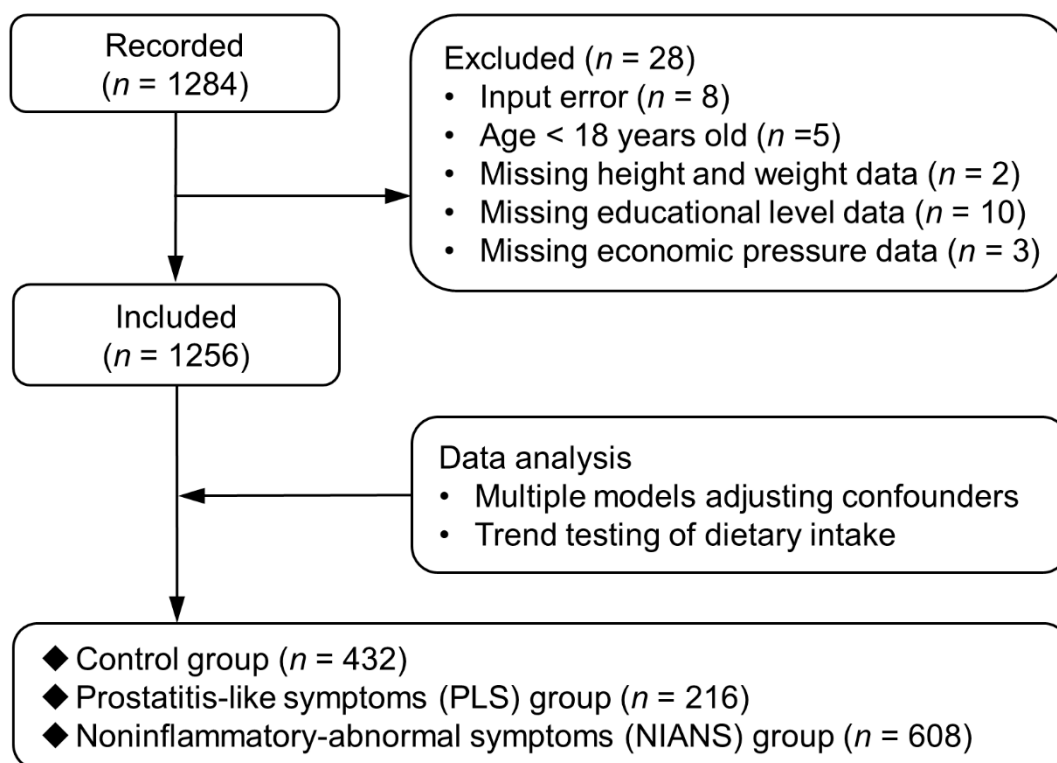 Recorded
(n = 1284)
Excluded (n = 28)
• Input error (n = 8)
• Age < 18 years old (n =5)
• Missing height and weight data (n = 2)
• Missing educational level data (n = 10)
• Missing economic pressure data (n = 3)
Included
(n = 1256)
Data analysis
• Multiple models adjusting confounders
• Trend testing of dietary intake
◆ Control group (n = 432)
◆ Prostatitis-like symptoms (PLS) group (n = 216)
◆ Noninflammatory-abnormal symptoms (NIANS) group (n = 608)